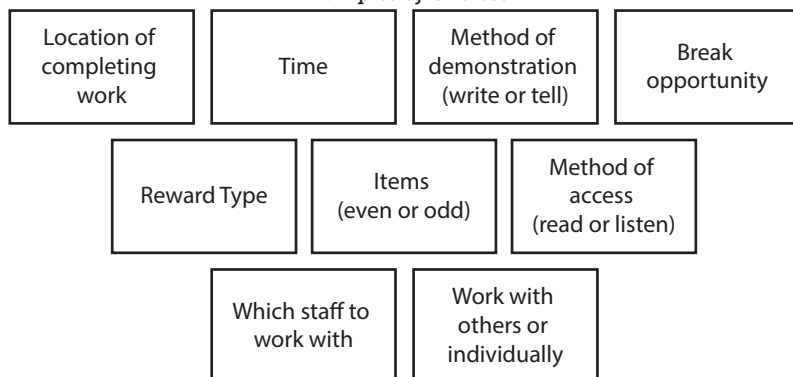 Location of
completing
work
Time
Method of
demonstration
(write or tell)
Break
opportunity
Reward Type
Items
(even or odd)
Method of
access
(read or listen)
Which staff to
work with
Work with
others or
individually